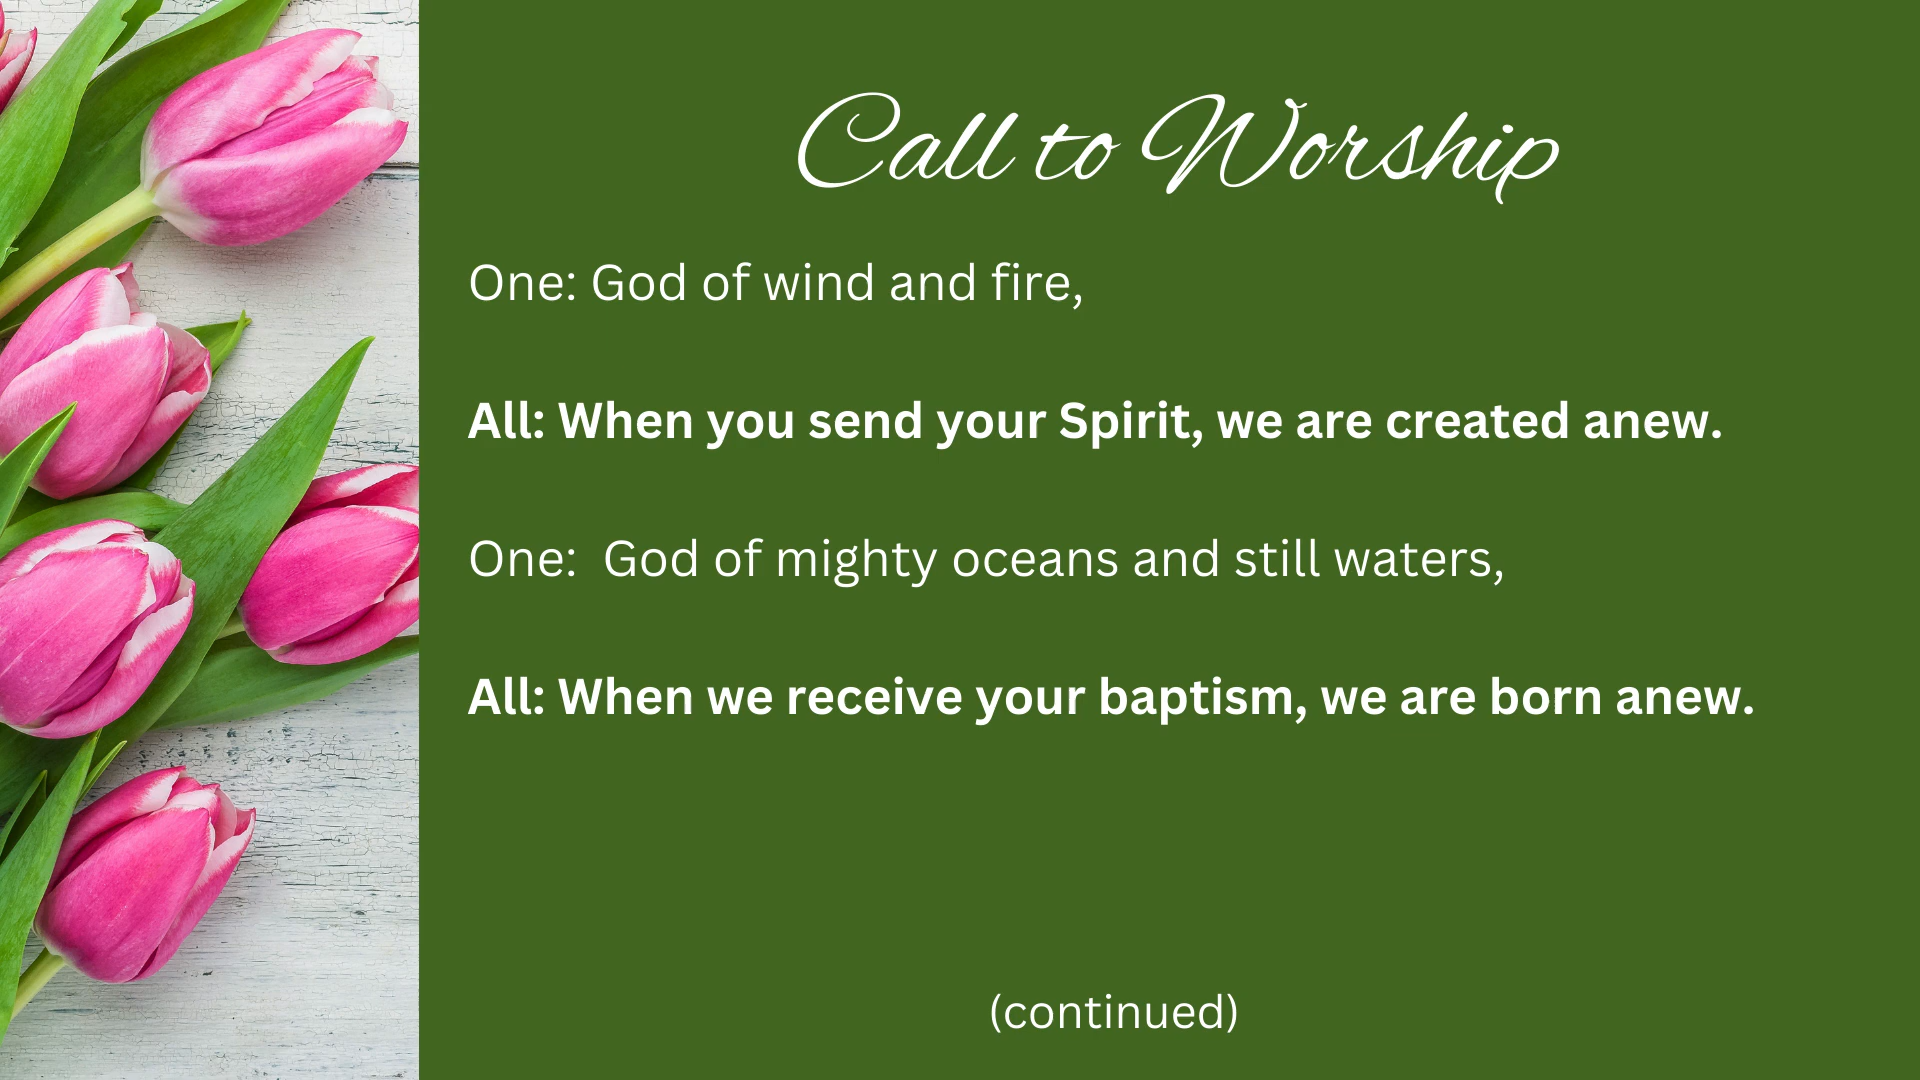 Call to Worship
One: God of wind and fire,
All: When you send your Spirit, we are created anew.
One:  God of mighty oceans and still waters,
All: When we receive your baptism, we are born anew.
(continued)